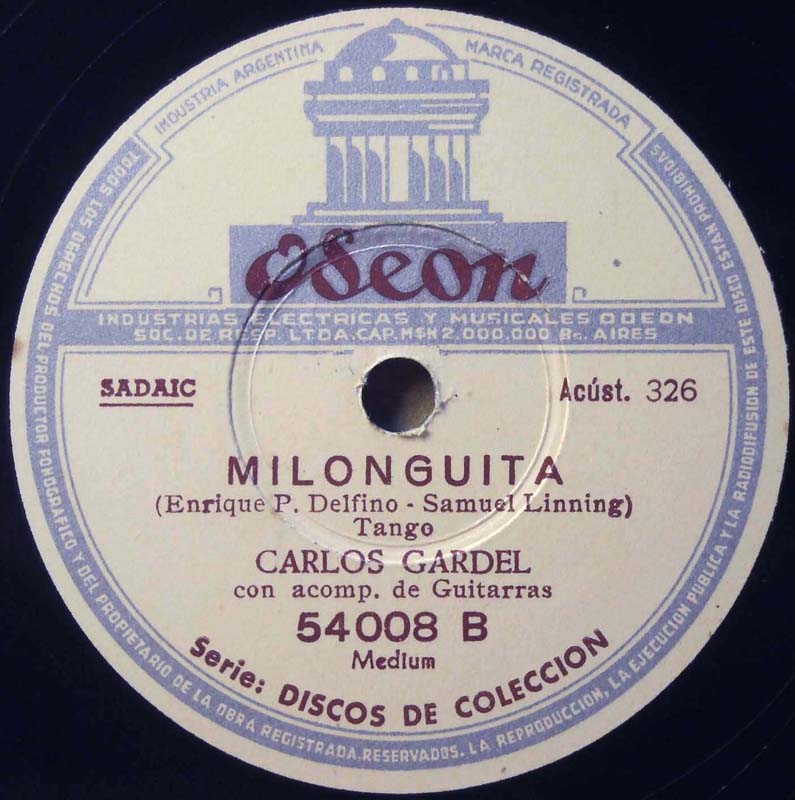 INDUSTRIA ARGENTINA
MARCA REGISTRADA
Odeon
INDUSTRIAS ELECTRICAS Y MUSICALES ODEON
SOC. DE RESP. LTDA. CAP. M$N 2.000.000 Bs. AIRES
SADAIC
Acúst. 326
MILONGUITA
(Enrique P. Delfino - Samuel Linning)
Tango
CARLOS GARDEL
con acomp. de Guitarras
54008 B
Medium
Serie: DISCOS DE COLECCION
TODOS LOS DERECHOS DEL PRODUCTOR FONOGRAFICO Y DEL PROPIETARIO DE LA OBRA REGISTRADA, RESERVADOS. LA REPRODUCCION, LA EJECUCION PUBLICA Y LA RADIODIFUSION DE ESTE DISCO ESTAN PROHIBIDAS